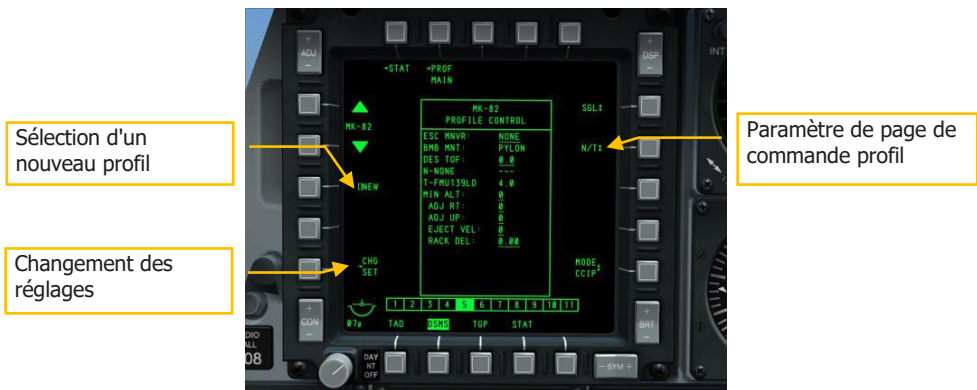 ADJ
DSP
INT
→STAT →PROF
MAIN
MK-82
SGL↕
MK-82
PROFILE CONTROL
ESC MNVR: NONE
BMB MNT: PYLON
DES TOF: 0.0
N-NONE ---
T-FMU139LD 4.0
MIN ALT: 0
ADJ RT: 0
ADJ UP: 0
EJECT VEL: 0
RACK DEL: 0.00
N/T↕
[]NEW
→CHG
SET
MODE↕
CCIP
1 2 3 4 5 6 7 8 9 10 11
TAD DSMS TGP STAT
CON
BRT
DAY
NT
OFF
- SYM +
08
Sélection d'un
nouveau profil
Changement des
réglages
Paramètre de page de
commande profil